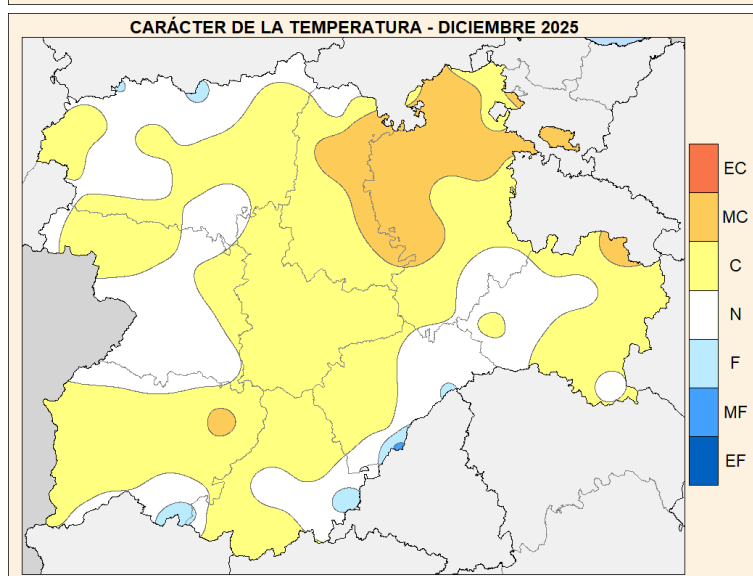 CARÁCTER DE LA TEMPERATURA - DICIEMBRE 2025
EC
MC
C
N
F
MF
EF